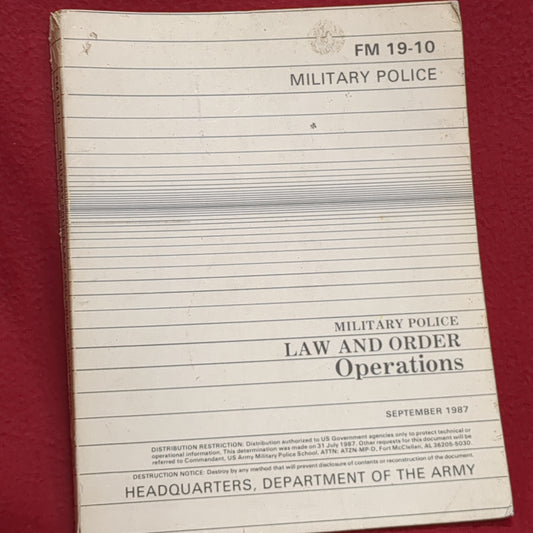 FM 19-10
MILITARY POLICE
MILITARY POLICE
LAW AND ORDER
Operations
SEPTEMBER 1987
DISTRIBUTION RESTRICTION: Distribution authorized to US Government agencies only to protect technical or
operational information. This determination was made on 31 July 1987. Other requests for this document will be
referred to Commandant, US Army Military Police School, ATTN: ATZN-MP-D, Fort McClellan, AL 36205-5030.
DESTRUCTION NOTICE: Destroy by any method that will prevent disclosure of contents or reconstruction of the document.
HEADQUARTERS, DEPARTMENT OF THE ARMY